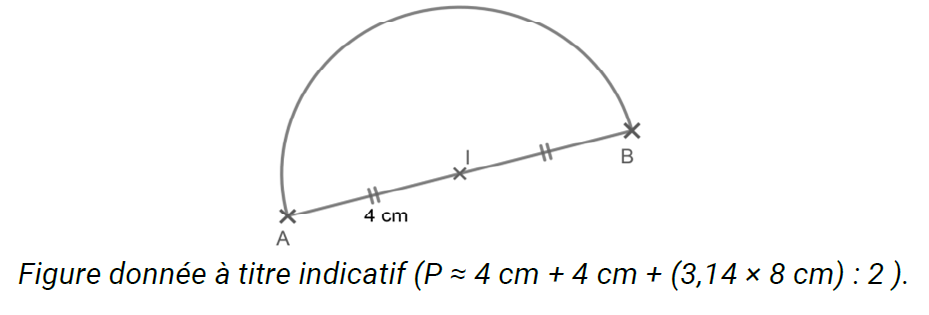 I
B
4 cm
A
Figure donnée à titre indicatif (P ≈ 4 cm + 4 cm + (3,14 × 8 cm) : 2 ).